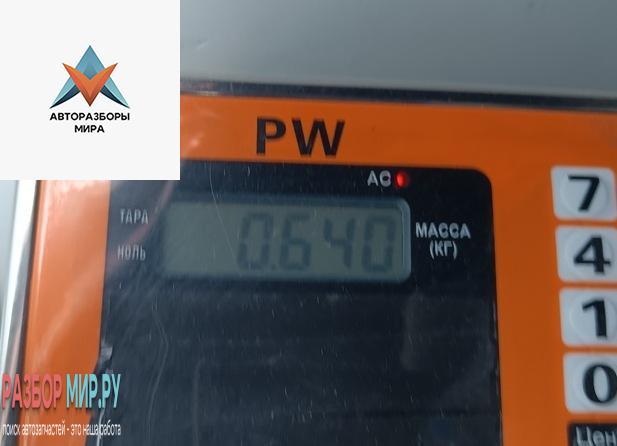 АВТОРАЗБОРЫ
МИРА
PW
AC
ТАРА
НОЛЬ
0.640
МАССА
(КГ)
7
4
1
0
Цен
РАЗБОР МИР.РУ
поиск автозапчастей - это наша работа